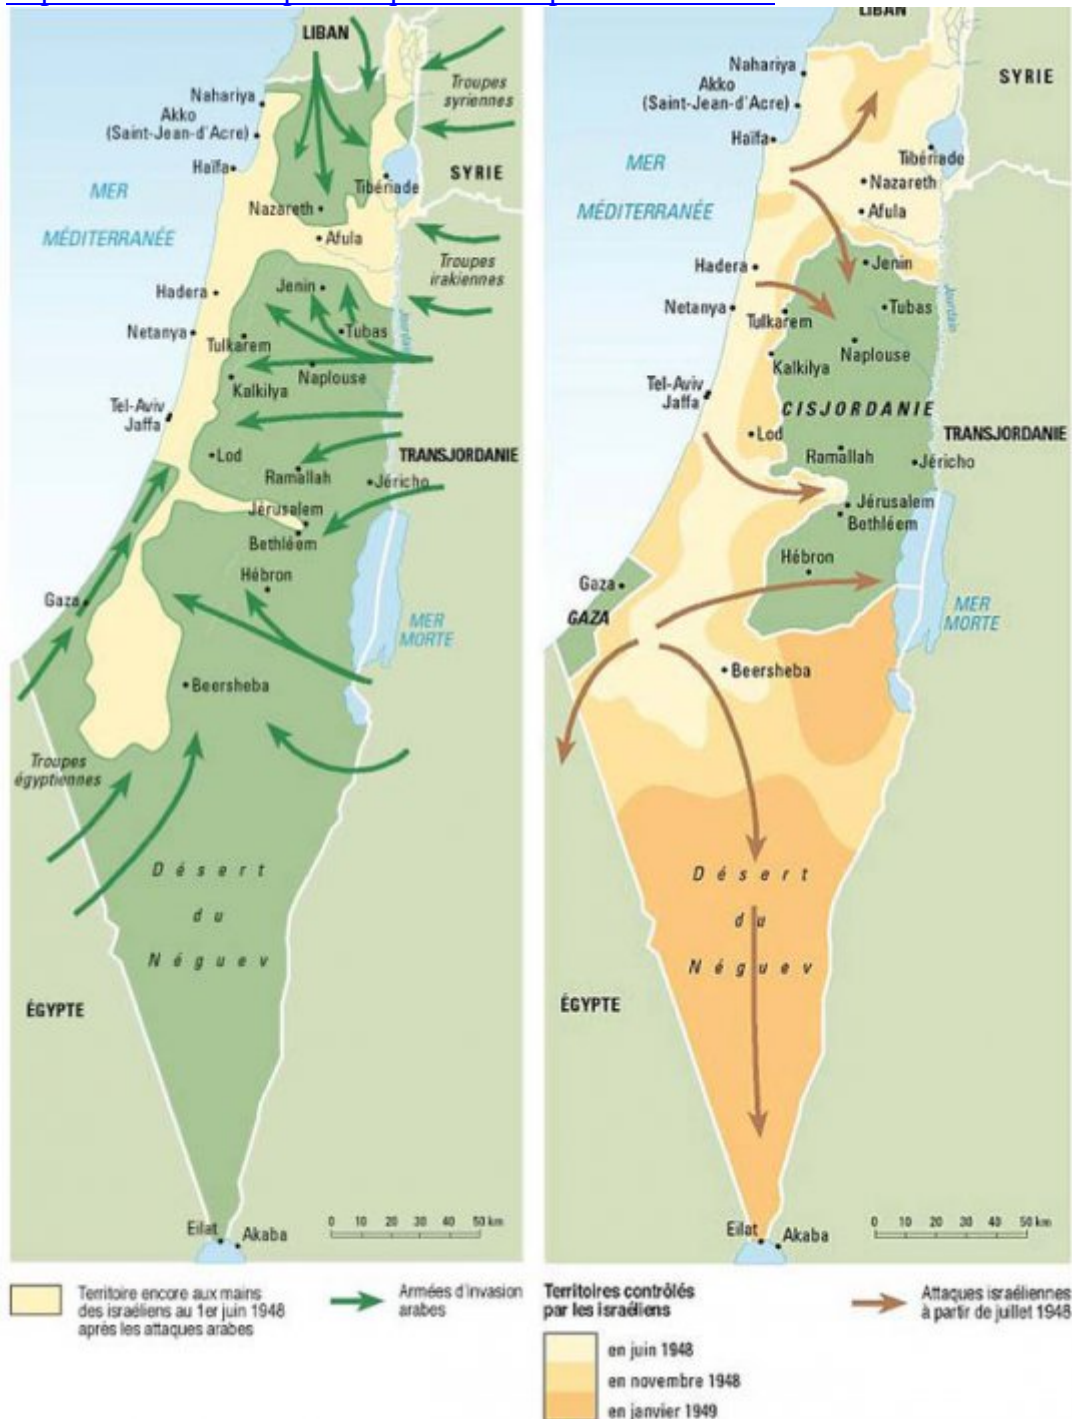 LIBAN
Troupes
syriennes
Nahariya
Akko
(Saint-Jean-d'Acre)
Haïfa
SYRIE
Tibériade
MER
MÉDITERRANÉE
Nazareth
Afula
Troupes
irakiennes
Jenin
Hadera
Jourdain
Netanya
Tubas
Tulkarem
Naplouse
Kalkilya
Tel-Aviv
Jaffa
Lod
TRANSJORDANIE
Ramallah
Jéricho
Jérusalem
Bethléem
Hébron
Gaza
MER
MORTE
Beersheba
Troupes
égyptiennes
Désert
du
Néguev
ÉGYPTE
Eilat
Akaba
0 10 20 30 40 50 km
Territoire encore aux mains
des israéliens au 1er juin 1948
après les attaques arabes
Armées d'invasion
arabes
LIBAN
Nahariya
Akko
(Saint-Jean-d'Acre)
SYRIE
Haïfa
MER
MÉDITERRANÉE
Tibériade
Nazareth
Afula
Hadera
Jenin
Netanya
Tulkarem
Tubas
Jourdain
Naplouse
Kalkilya
Tel-Aviv
Jaffa
CISJORDANIE
Lod
TRANSJORDANIE
Ramallah
Jéricho
Jérusalem
Bethléem
Hébron
Gaza
GAZA
MER
MORTE
Beersheba
Désert
du
Néguev
ÉGYPTE
Eilat
Akaba
0 10 20 30 40 50 km
Territoires contrôlés
par les israéliens
en juin 1948
en novembre 1948
en janvier 1949
Attaques israéliennes
à partir de juillet 1948